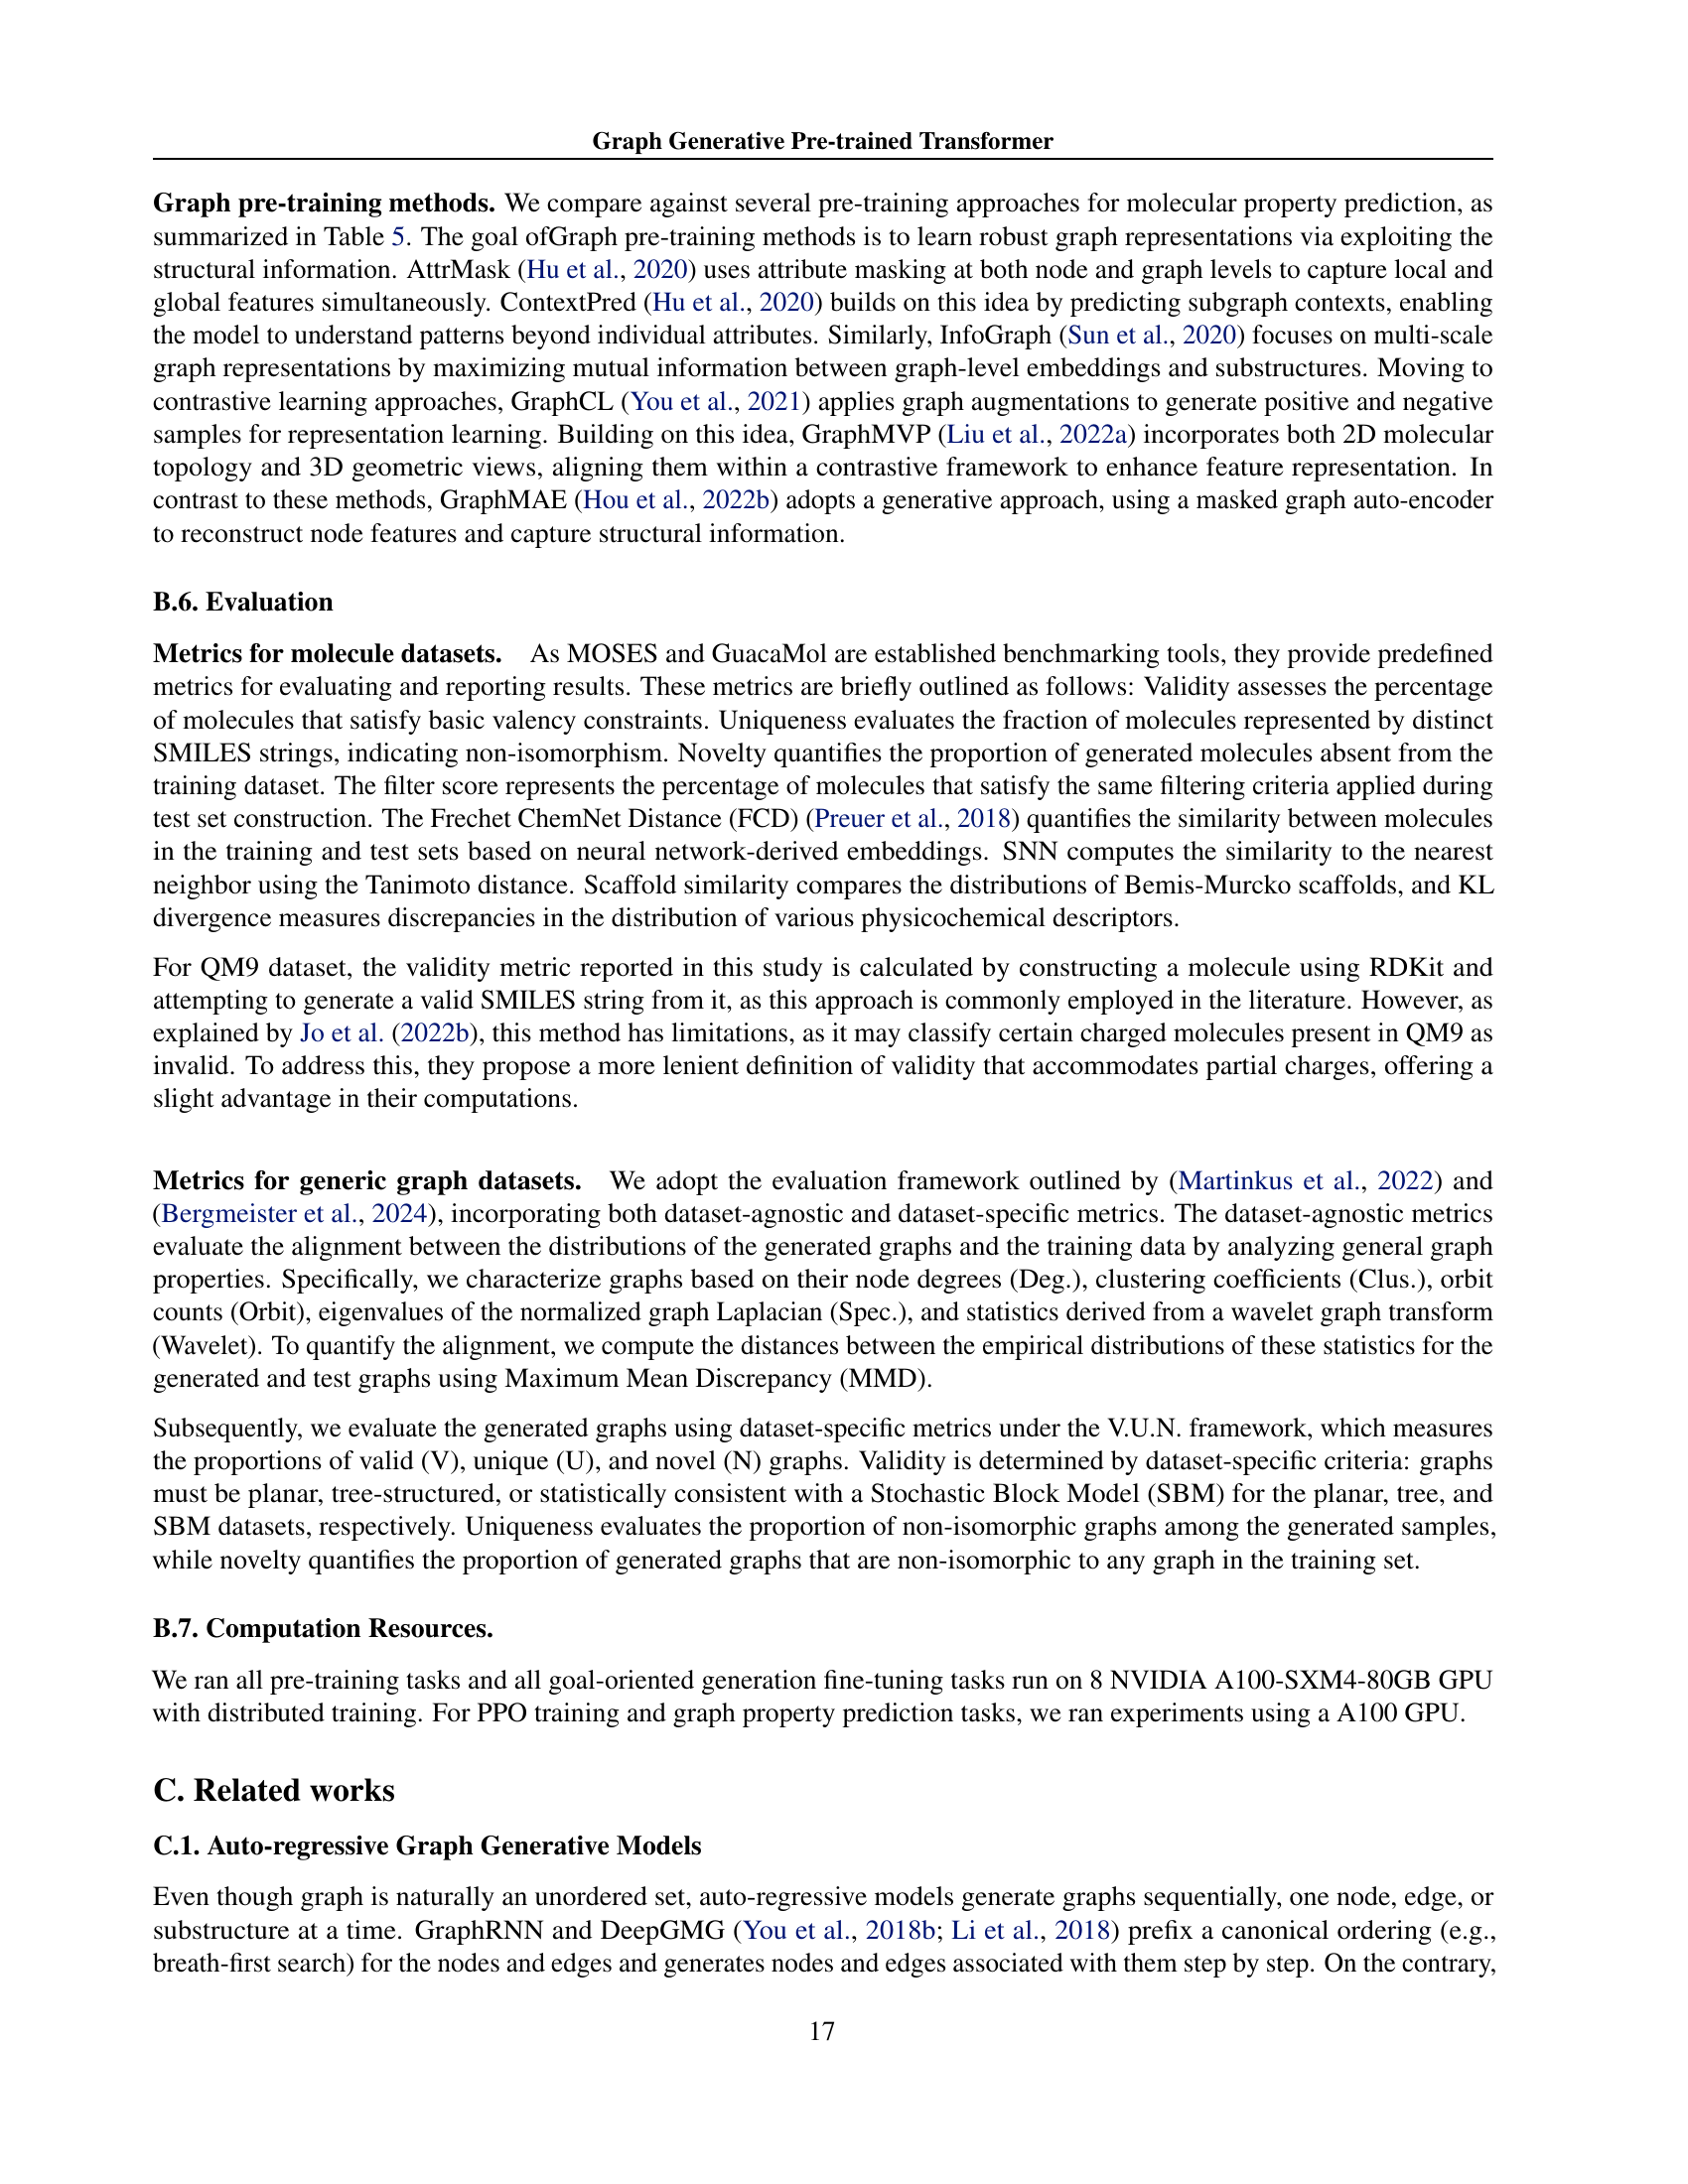 Graph Generative Pre-trained Transformer
Graph pre-training methods. We compare against several pre-training approaches for molecular property prediction, as
summarized in Table 5. The goal ofGraph pre-training methods is to learn robust graph representations via exploiting the
structural information. AttrMask (Hu et al., 2020) uses attribute masking at both node and graph levels to capture local and
global features simultaneously. ContextPred (Hu et al., 2020) builds on this idea by predicting subgraph contexts, enabling
the model to understand patterns beyond individual attributes. Similarly, InfoGraph (Sun et al., 2020) focuses on multi-scale
graph representations by maximizing mutual information between graph-level embeddings and substructures. Moving to
contrastive learning approaches, GraphCL (You et al., 2021) applies graph augmentations to generate positive and negative
samples for representation learning. Building on this idea, GraphMVP (Liu et al., 2022a) incorporates both 2D molecular
topology and 3D geometric views, aligning them within a contrastive framework to enhance feature representation. In
contrast to these methods, GraphMAE (Hou et al., 2022b) adopts a generative approach, using a masked graph auto-encoder
to reconstruct node features and capture structural information.
B.6. Evaluation
Metrics for molecule datasets. As MOSES and GuacaMol are established benchmarking tools, they provide predefined
metrics for evaluating and reporting results. These metrics are briefly outlined as follows: Validity assesses the percentage
of molecules that satisfy basic valency constraints. Uniqueness evaluates the fraction of molecules represented by distinct
SMILES strings, indicating non-isomorphism. Novelty quantifies the proportion of generated molecules absent from the
training dataset. The filter score represents the percentage of molecules that satisfy the same filtering criteria applied during
test set construction. The Frechet ChemNet Distance (FCD) (Preuer et al., 2018) quantifies the similarity between molecules
in the training and test sets based on neural network-derived embeddings. SNN computes the similarity to the nearest
neighbor using the Tanimoto distance. Scaffold similarity compares the distributions of Bemis-Murcko scaffolds, and KL
divergence measures discrepancies in the distribution of various physicochemical descriptors.
For QM9 dataset, the validity metric reported in this study is calculated by constructing a molecule using RDKit and
attempting to generate a valid SMILES string from it, as this approach is commonly employed in the literature. However, as
explained by Jo et al. (2022b), this method has limitations, as it may classify certain charged molecules present in QM9 as
invalid. To address this, they propose a more lenient definition of validity that accommodates partial charges, offering a
slight advantage in their computations.
Metrics for generic graph datasets. We adopt the evaluation framework outlined by (Martinkus et al., 2022) and
(Bergmeister et al., 2024), incorporating both dataset-agnostic and dataset-specific metrics. The dataset-agnostic metrics
evaluate the alignment between the distributions of the generated graphs and the training data by analyzing general graph
properties. Specifically, we characterize graphs based on their node degrees (Deg.), clustering coefficients (Clus.), orbit
counts (Orbit), eigenvalues of the normalized graph Laplacian (Spec.), and statistics derived from a wavelet graph transform
(Wavelet). To quantify the alignment, we compute the distances between the empirical distributions of these statistics for the
generated and test graphs using Maximum Mean Discrepancy (MMD).
Subsequently, we evaluate the generated graphs using dataset-specific metrics under the V.U.N. framework, which measures
the proportions of valid (V), unique (U), and novel (N) graphs. Validity is determined by dataset-specific criteria: graphs
must be planar, tree-structured, or statistically consistent with a Stochastic Block Model (SBM) for the planar, tree, and
SBM datasets, respectively. Uniqueness evaluates the proportion of non-isomorphic graphs among the generated samples,
while novelty quantifies the proportion of generated graphs that are non-isomorphic to any graph in the training set.
B.7. Computation Resources.
We ran all pre-training tasks and all goal-oriented generation fine-tuning tasks run on 8 NVIDIA A100-SXM4-80GB GPU
with distributed training. For PPO training and graph property prediction tasks, we ran experiments using a A100 GPU.
C. Related works
C.1. Auto-regressive Graph Generative Models
Even though graph is naturally an unordered set, auto-regressive models generate graphs sequentially, one node, edge, or
substructure at a time. GraphRNN and DeepGMG (You et al., 2018b; Li et al., 2018) prefix a canonical ordering (e.g.,
breath-first search) for the nodes and edges and generates nodes and edges associated with them step by step. On the contrary,
17